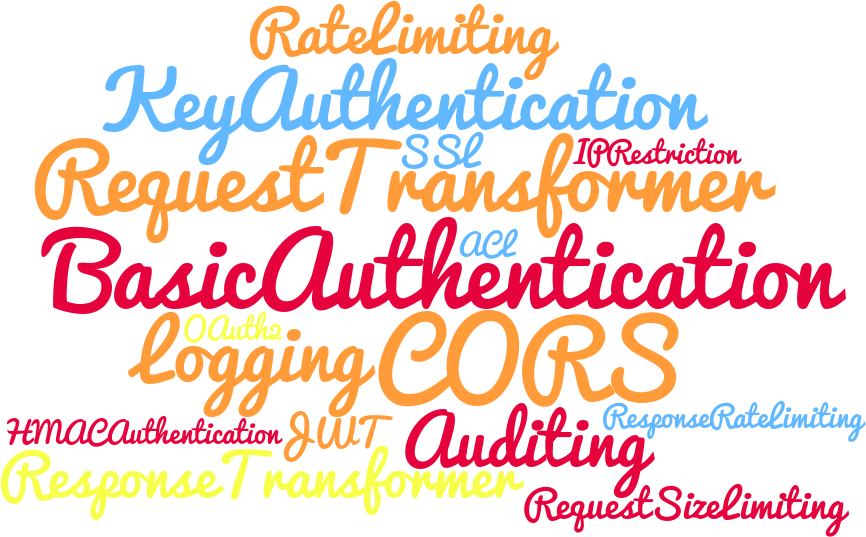 RateLimiting
KeyAuthentication
SSL
IPRestriction
RequestTransformer
ACL
BasicAuthentication
OAuth2
Logging
CORS
HMACAuthentication
JWT
Auditing
ResponseRateLimiting
ResponseTransformer
RequestSizeLimiting